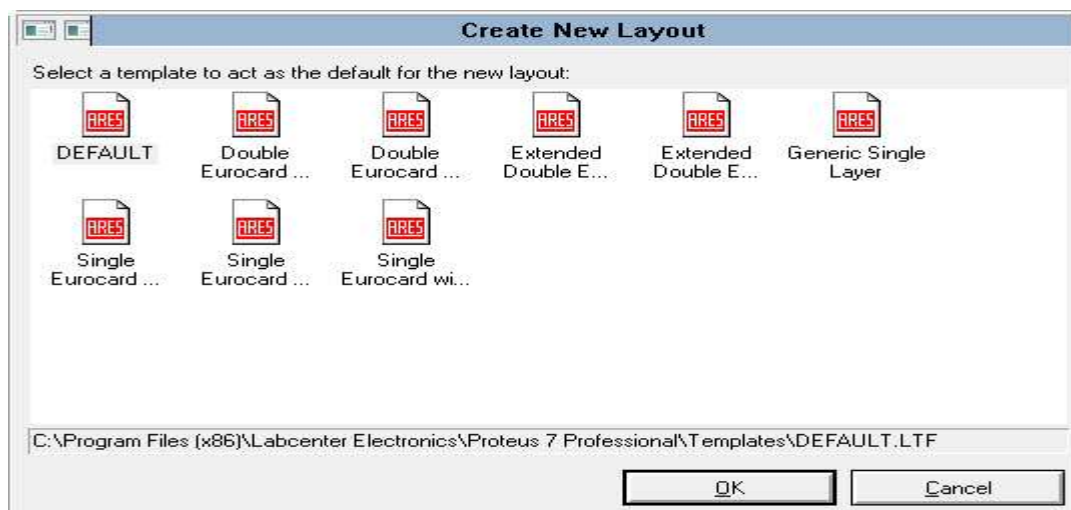 Create New Layout
Select a template to act as the default for the new layout:
ARES ARES ARES ARES ARES ARES
DEFAULT Double Double Extended Extended Generic Single
Eurocard ... Eurocard ... Double E... Double E... Layer
ARES ARES ARES
Single Single Single
Eurocard ... Eurocard ... Eurocard wi...
C:\Program Files (x86)\Labcenter Electronics\Proteus 7 Professional\Templates\DEFAULT.LTF
OK Cancel